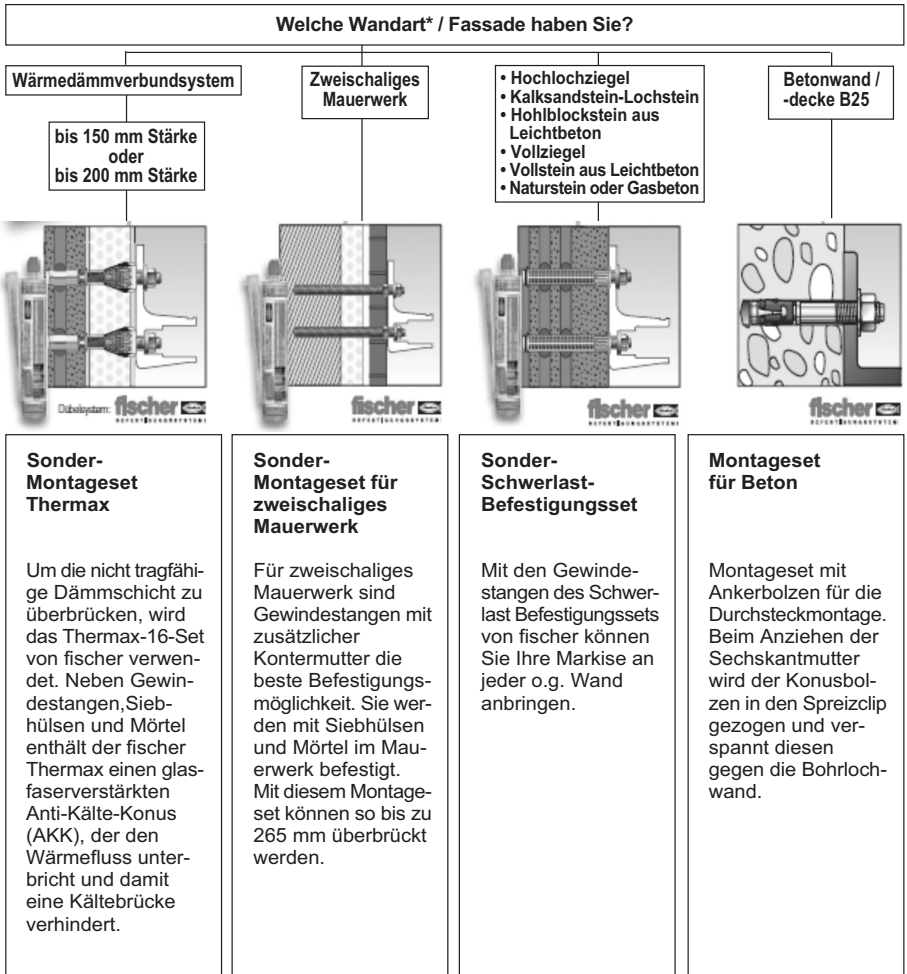 Welche Wandart* / Fassade haben Sie?
Wärmedämmverbundsystem
bis 150 mm Stärke
oder
bis 200 mm Stärke
Zweischaliges
Mauerwerk
• Hochlochziegel
• Kalksandstein-Lochstein
• Hohlblockstein aus
Leichtbeton
• Vollziegel
• Vollstein aus Leichtbeton
• Naturstein oder Gasbeton
Betonwand /
-decke B25
Dübelsystem: fischer
BEFESTIGUNGSSYSTEME
fischer
BEFESTIGUNGSSYSTEME
fischer
BEFESTIGUNGSSYSTEME
fischer
BEFESTIGUNGSSYSTEME
Sonder-
Montageset
Thermax
Um die nicht tragfähi-
ge Dämmschicht zu
überbrücken, wird
das Thermax-16-Set
von fischer verwen-
det. Neben Gewin-
destangen,Sieb-
hülsen und Mörtel
enthält der fischer
Thermax einen glas-
faserverstärkten
Anti-Kälte-Konus
(AKK), der den
Wärmefluss unter-
bricht und damit
eine Kältebrücke
verhindert.
Sonder-
Montageset für
zweischaliges
Mauerwerk
Für zweischaliges
Mauerwerk sind
Gewindestangen mit
zusätzlicher
Kontermutter die
beste Befestigungs-
möglichkeit. Sie wer-
den mit Siebhülsen
und Mörtel im Mau-
erwerk befestigt.
Mit diesem Montage-
set können so bis zu
265 mm überbrückt
werden.
Sonder-
Schwerlast-
Befestigungsset
Mit den Gewinde-
stangen des Schwer-
last Befestigungssets
von fischer können
Sie Ihre Markise an
jeder o.g. Wand
anbringen.
Montageset
für Beton
Montageset mit
Ankerbolzen für die
Durchsteckmontage.
Beim Anziehen der
Sechskantmutter
wird der Konusbol-
zen in den Spreizclip
gezogen und ver-
spannt diesen
gegen die Bohrloch-
wand.